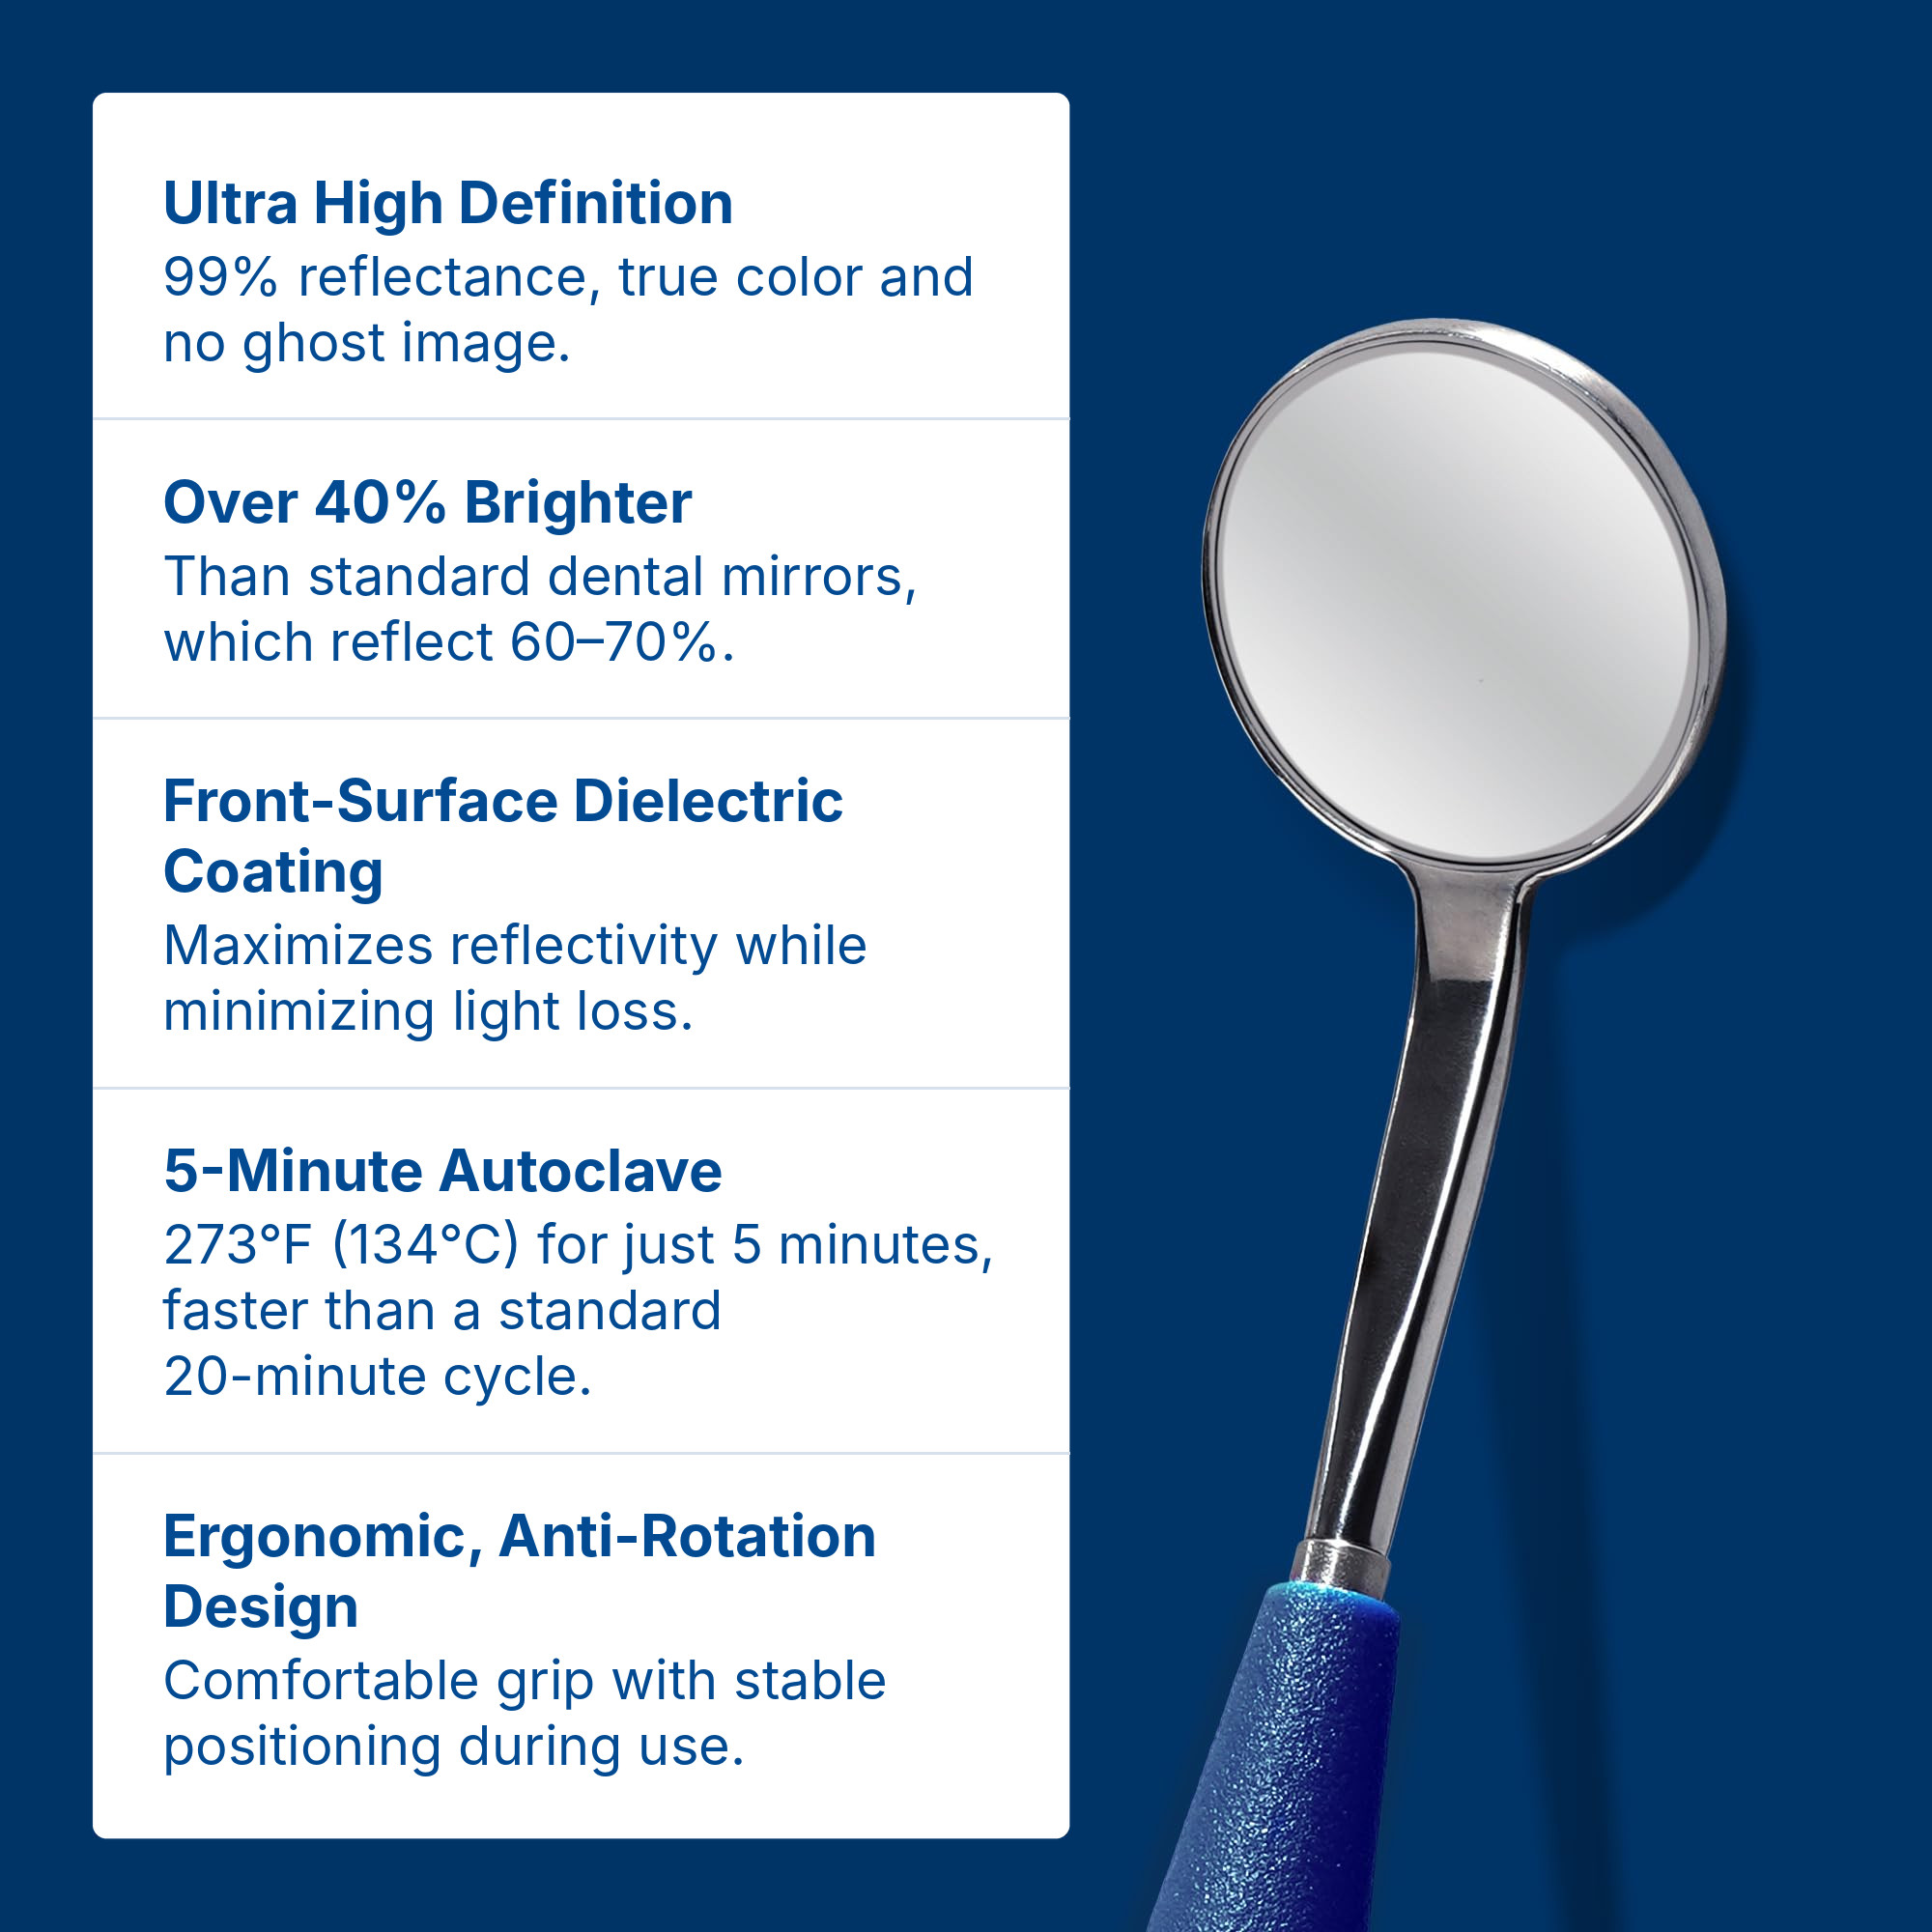 Ultra High Definition
99% reflectance, true color and
no ghost image.
Over 40% Brighter
Than standard dental mirrors,
which reflect 60–70%.
Front-Surface Dielectric
Coating
Maximizes reflectivity while
minimizing light loss.
5-Minute Autoclave
273°F (134°C) for just 5 minutes,
faster than a standard
20-minute cycle.
Ergonomic, Anti-Rotation
Design
Comfortable grip with stable
positioning during use.